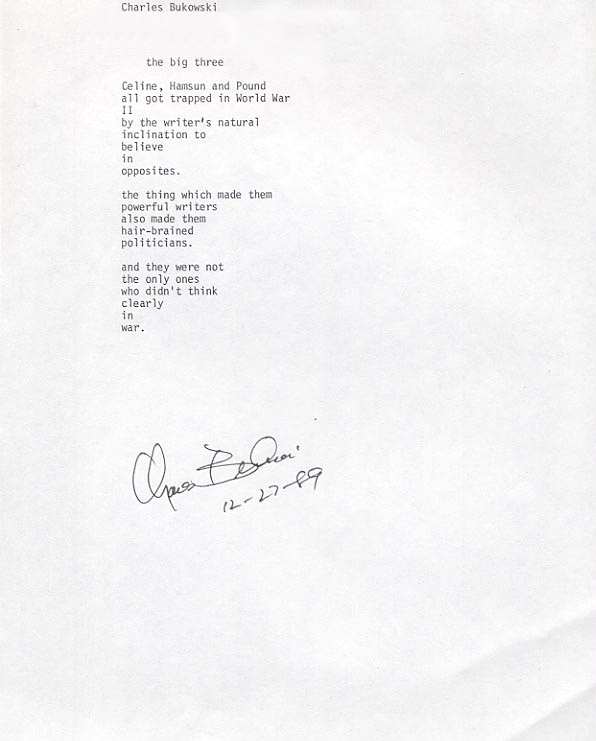 Charles Bukowski
the big three
Celine, Hamsun and Pound
all got trapped in World War
II
by the writer's natural
inclination to
believe
in
opposites.
the thing which made them
powerful writers
also made them
hair-brained
politicians.
and they were not
the only ones
who didn't think
clearly
in
war.
Charles Bukowski
12-27-89